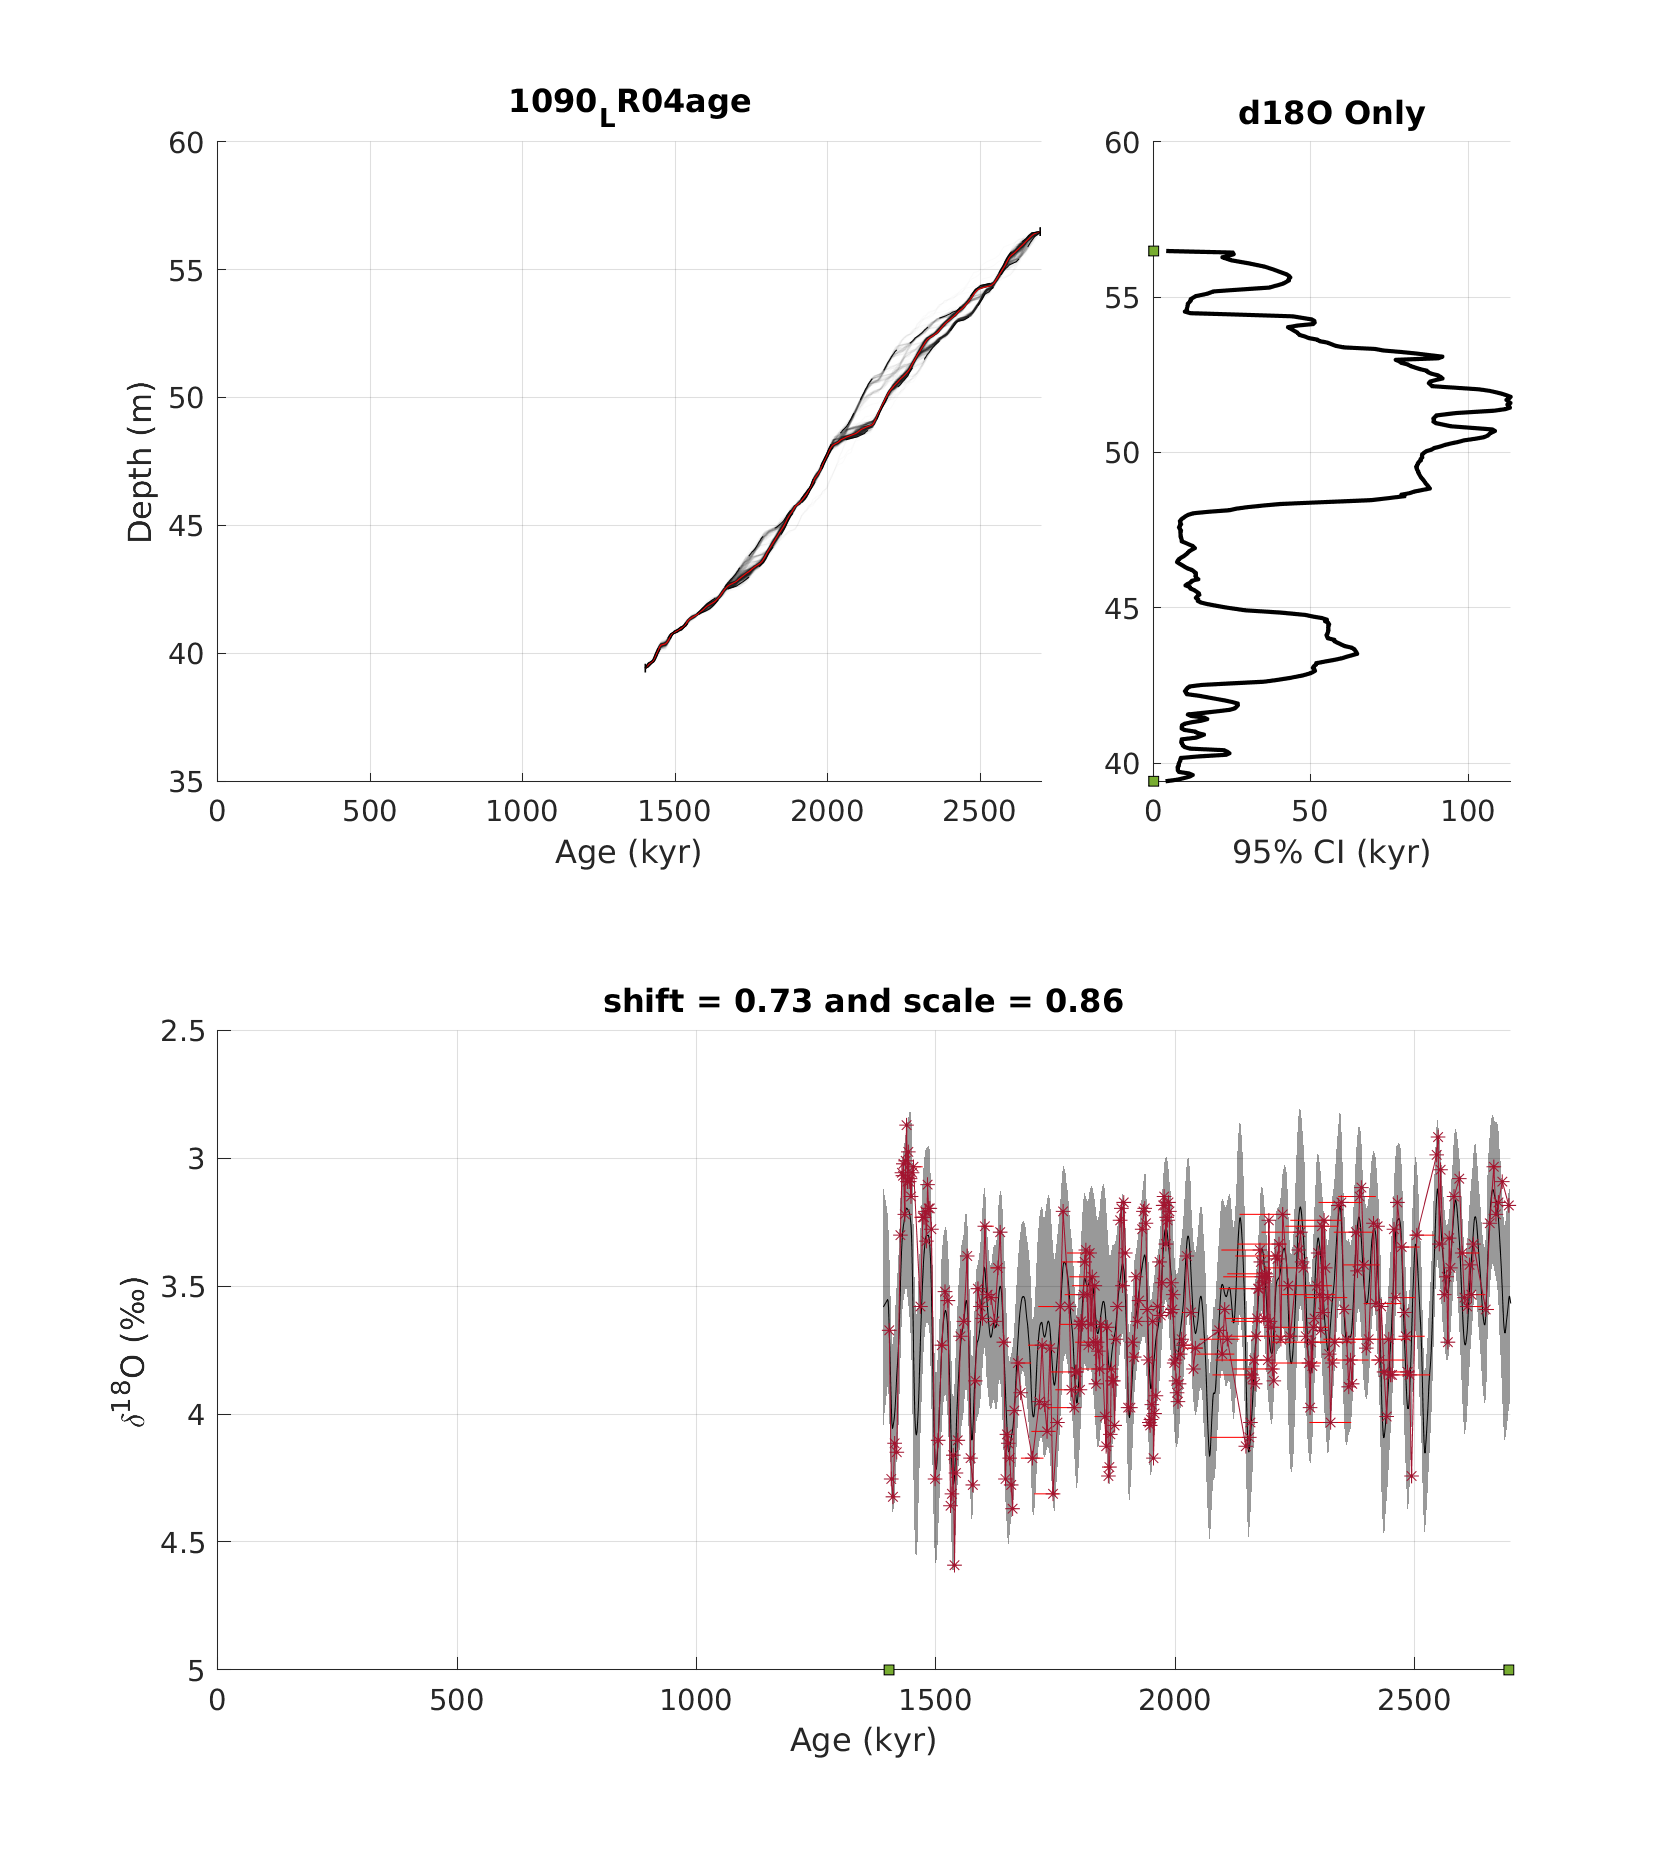 1090LR04age
d18O Only
60
55
50
45
40
35
Depth (m)
0 500 1000 1500 2000 2500
Age (kyr)
60
55
50
45
40
0 50 100
95% CI (kyr)
shift = 0.73 and scale = 0.86
2.5
3
3.5
4
4.5
5
δ18O (‰)
0 500 1000 1500 2000 2500
Age (kyr)